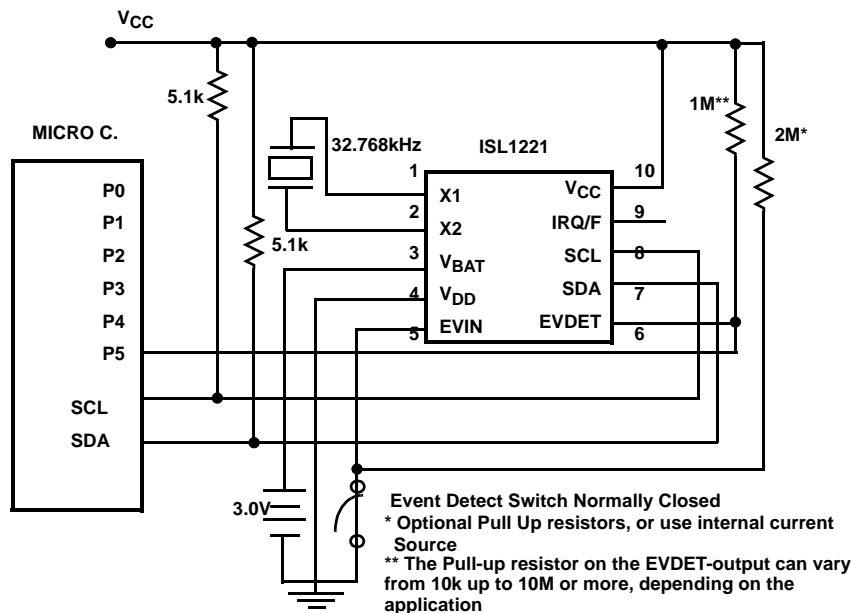 VCC
5.1k
1M**
2M*
MICRO C.
32.768kHz
ISL1221
P0
P1
P2
P3
P4
P5
SCL
SDA
5.1k
1
2
3
4
5
X1
X2
VBAT
VDD
EVIN
VCC
IRQ/F
SCL
SDA
EVDET
10
9
8
7
6
3.0V
Event Detect Switch Normally Closed
* Optional Pull Up resistors, or use internal current
Source
** The Pull-up resistor on the EVDET-output can vary
from 10k up to 10M or more, depending on the
application